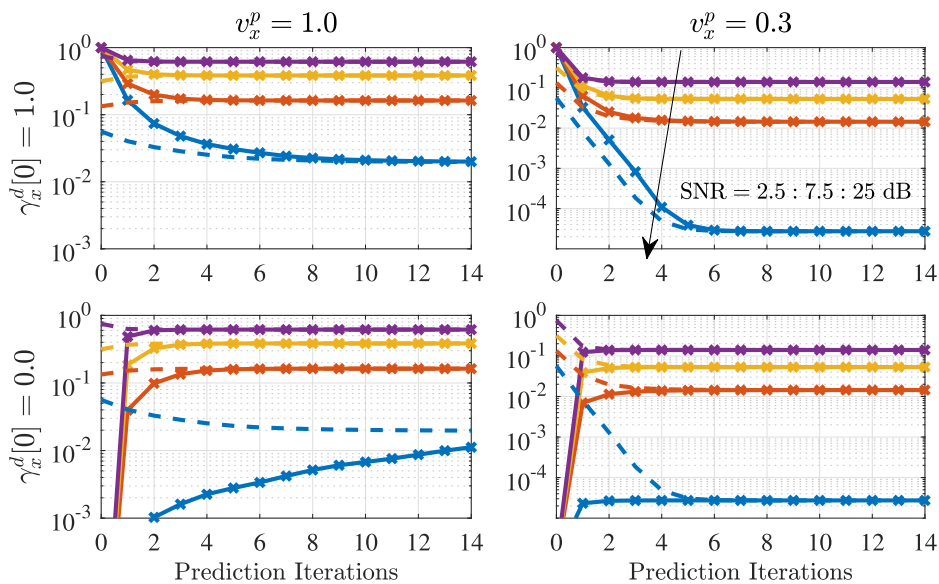 v_x^p = 1.0
v_x^p = 0.3
γ_x^d[0] = 1.0
10^0
10^-1
10^-2
10^-3
0 2 4 6 8 10 12 14
10^0
10^-1
10^-2
10^-4
SNR = 2.5 : 7.5 : 25 dB
0 2 4 6 8 10 12 14
γ_x^d[0] = 0.0
10^0
10^-1
10^-2
10^-3
0 2 4 6 8 10 12 14
Prediction Iterations
10^0
10^-1
10^-2
10^-4
0 2 4 6 8 10 12 14
Prediction Iterations